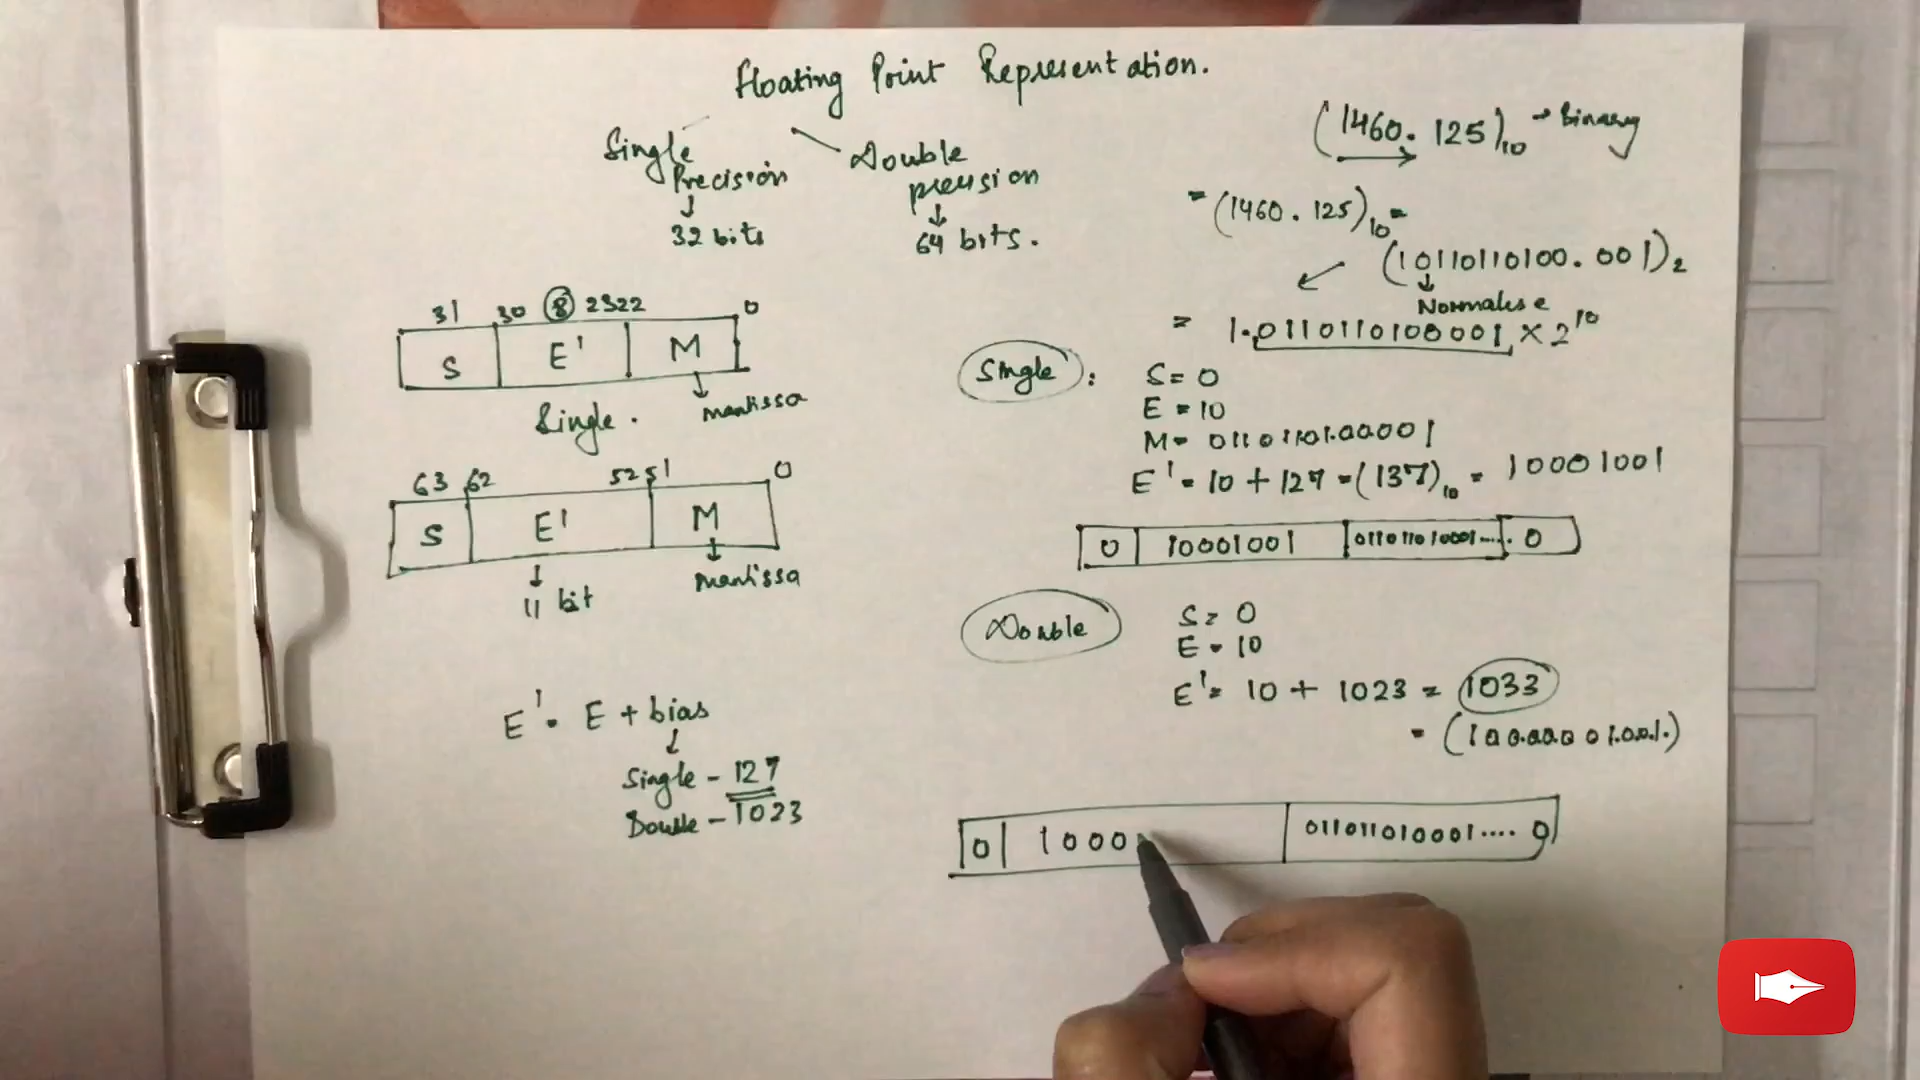 Floating Point Representation.
Single
Precision
↓
32 bits
Double
precision
↓
64 bits.
31 30 8 23 22 0
S E' M
mantissa
Single.
63 62 52 51 0
S E' M
11 bit
mantissa
E' = E + bias
↓
Single - 127
Double - 1023
(1460.125)10 → Binary
= (1460.125)10 =
(10110110100.001)2
Normalise
= 1.0110110100001 × 2^10
Single :
S = 0
E = 10
M = 0110110100001
E' = 10 + 127 = (137)10 = 10001001
0 10001001 011011010001.... 0
Double
S = 0
E = 10
E' = 10 + 1023 = 1033
= (10000001001)
0 1000 011011010001.... 0